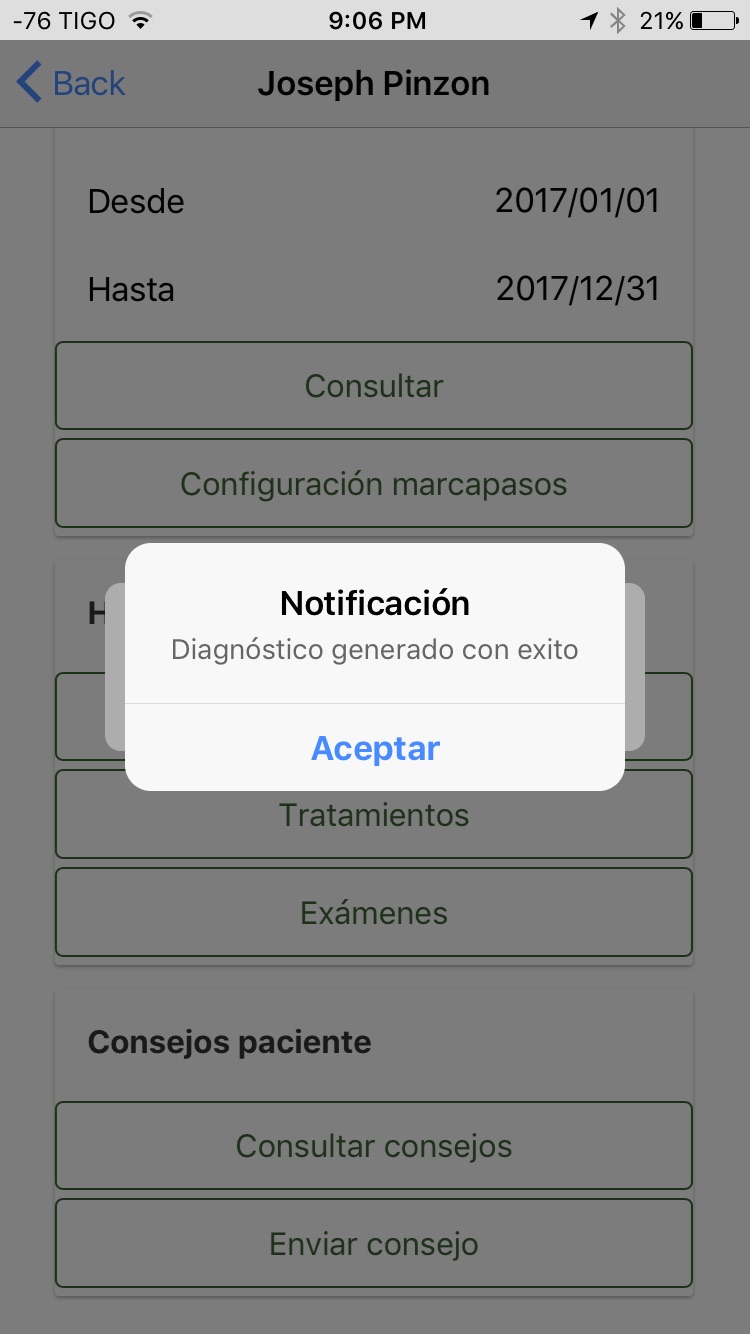 -76 TIGO 9:06 PM 21%
Back Joseph Pinzon
Desde 2017/01/01
Hasta 2017/12/31
Consultar
Configuración marcapasos
Notificación
Diagnóstico generado con exito
Aceptar
Tratamientos
Exámenes
Consejos paciente
Consultar consejos
Enviar consejo